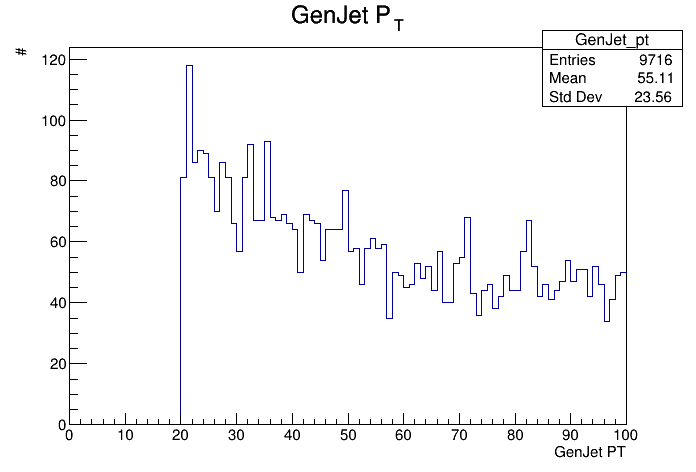 GenJet P_T
#
GenJet_pt
Entries 9716
Mean 55.11
Std Dev 23.56
120
100
80
60
40
20
0
0 10 20 30 40 50 60 70 80 90 100
GenJet PT